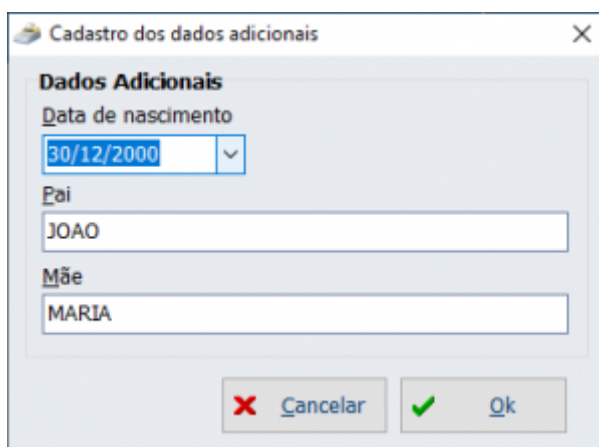 Cadastro dos dados adicionais
Dados Adicionais
Data de nascimento
30/12/2000
Pai
JOAO
Mãe
MARIA
Cancelar
Ok